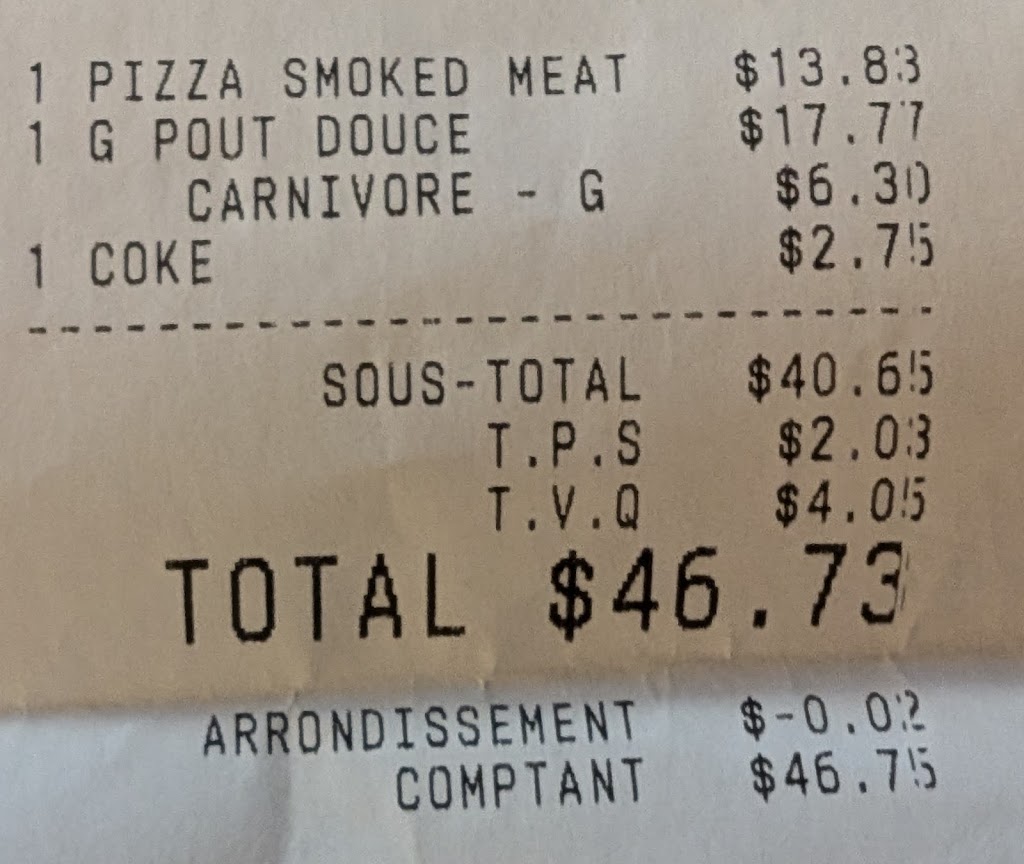 1 PIZZA SMOKED MEAT $13.83
1 G POUT DOUCE $17.77
CARNIVORE - G $6.30
1 COKE $2.75
--------------------------------
SOUS-TOTAL $40.65
T.P.S $2.03
T.V.Q $4.05
TOTAL $46.73
ARRONDISSEMENT $-0.02
COMPTANT $46.75